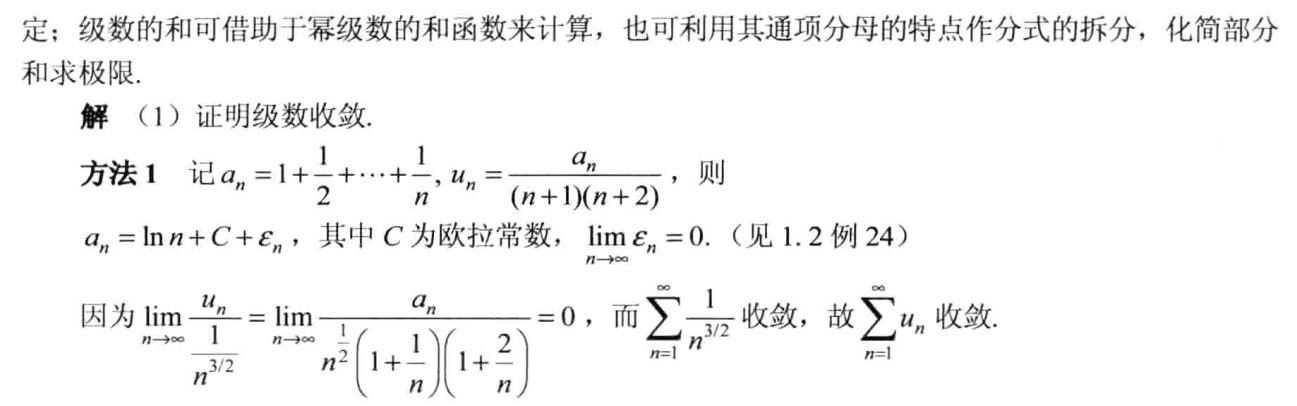 定；级数的和可借助于幂级数的和函数来计算，也可利用其通项分母的特点作分式的拆分，化简部分
和求极限.
解 （1）证明级数收敛.
方法 1 记 $a_n = 1 + \frac{1}{2} + \cdots + \frac{1}{n}, u_n = \frac{a_n}{(n+1)(n+2)}$，则
$a_n = \ln n + C + \varepsilon_n$，其中 C 为欧拉常数，$\lim_{n \to \infty} \varepsilon_n = 0.$（见 1. 2 例 24）
因为 $\lim_{n \to \infty} \frac{u_n}{\frac{1}{n^{3/2}}} = \lim_{n \to \infty} \frac{a_n}{n^{\frac{1}{2}} \left(1 + \frac{1}{n}\right)\left(1 + \frac{2}{n}\right)} = 0$，而 $\sum_{n=1}^{\infty} \frac{1}{n^{3/2}}$ 收敛，故 $\sum_{n=1}^{\infty} u_n$ 收敛.